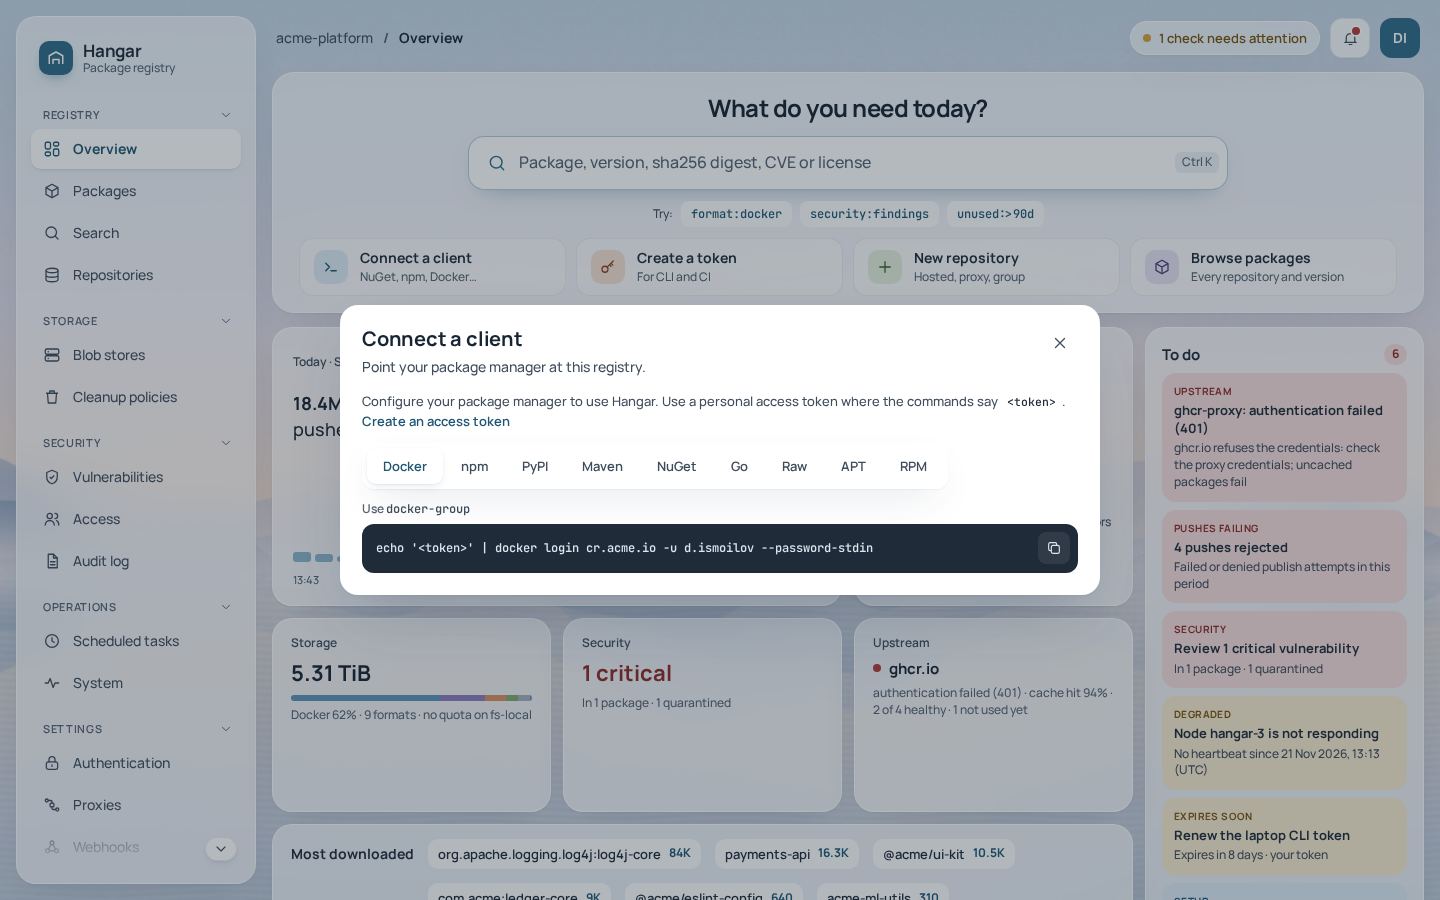 Hangar
Package registry
REGISTRY
Overview
Packages
Search
Repositories
STORAGE
Blob stores
Cleanup policies
SECURITY
Vulnerabilities
Access
Audit log
OPERATIONS
Scheduled tasks
System
SETTINGS
Authentication
Proxies
Webhooks
acme-platform / Overview
1 check needs attention
DI
What do you need today?
Package, version, sha256 digest, CVE or license
Ctrl K
Try: format:docker security:findings unused:>90d
Connect a client
NuGet, npm, Docker…
Create a token
For CLI and CI
New repository
Hosted, proxy, group
Browse packages
Every repository and version
Connect a client
Point your package manager at this registry.
Configure your package manager to use Hangar. Use a personal access token where the commands say <token> .
Create an access token
Docker npm PyPI Maven NuGet Go Raw APT RPM
Use docker-group
echo '<token>' | docker login cr.acme.io -u d.ismoilov --password-stdin
Today · S
18.4M
pushe
13:43
Storage
5.31 TiB
Docker 62% · 9 formats · no quota on fs-local
Security
1 critical
In 1 package · 1 quarantined
Upstream
ghcr.io
authentication failed (401) · cache hit 94% ·
2 of 4 healthy · 1 not used yet
Most downloaded
org.apache.logging.log4j:log4j-core 84K
payments-api 16.3K
@acme/ui-kit 10.5K
com.acme:ledger-core 9K
@acme/eslint-config 640
acme-ml-utils 310
To do
6
UPSTREAM
ghcr-proxy: authentication failed
(401)
ghcr.io refuses the credentials: check
the proxy credentials; uncached
packages fail
PUSHES FAILING
4 pushes rejected
Failed or denied publish attempts in this
period
SECURITY
Review 1 critical vulnerability
In 1 package · 1 quarantined
DEGRADED
Node hangar-3 is not responding
No heartbeat since 21 Nov 2026, 13:13
(UTC)
EXPIRES SOON
Renew the laptop CLI token
Expires in 8 days · your token